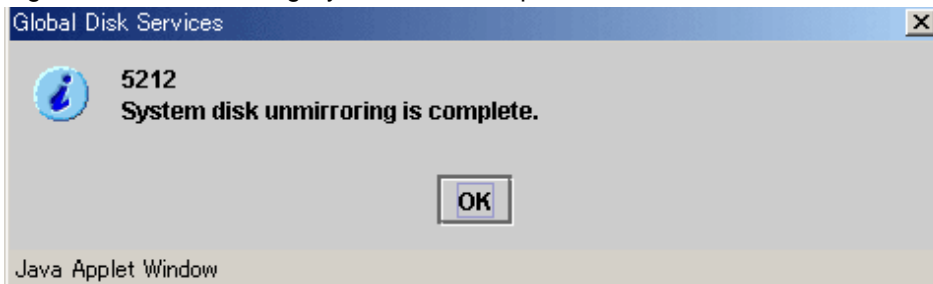 Global Disk Services
5212
System disk unmirroring is complete.
OK
Java Applet Window